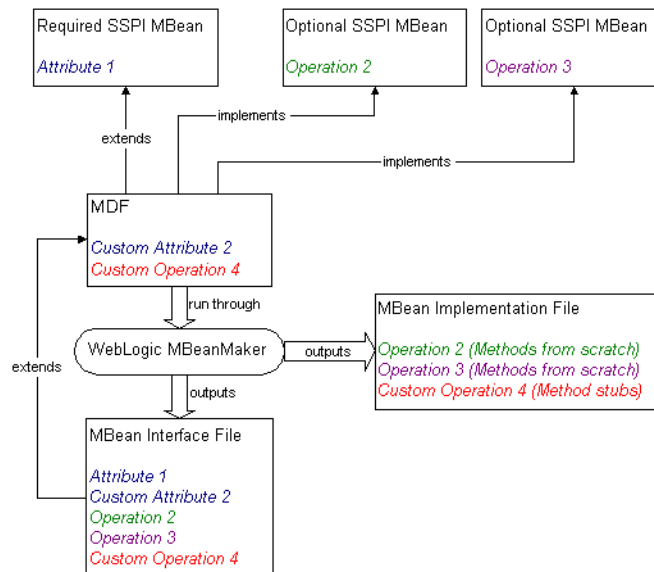 Required SSPI MBean
Attribute 1
Optional SSPI MBean
Operation 2
Optional SSPI MBean
Operation 3
extends
implements
implements
MDF
Custom Attribute 2
Custom Operation 4
run through
WebLogic MBeanMaker
outputs
MBean Implementation File
Operation 2 (Methods from scratch)
Operation 3 (Methods from scratch)
Custom Operation 4 (Method stubs)
extends
outputs
MBean Interface File
Attribute 1
Custom Attribute 2
Operation 2
Operation 3
Custom Operation 4